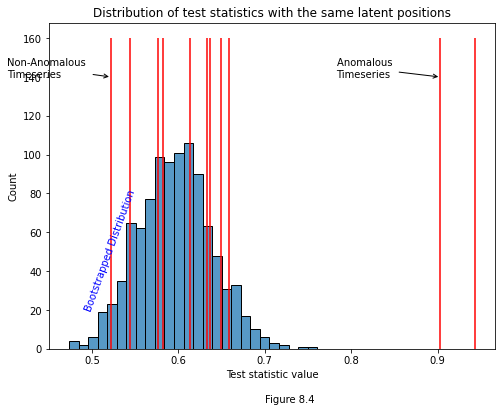 Distribution of test statistics with the same latent positions
160
Non-Anomalous
Timeseries
Anomalous
Timeseries
140
120
100
80
60
40
20
0
Count
Bootstrapped Distribution
0.5 0.6 0.7 0.8 0.9
Test statistic value
Figure 8.4